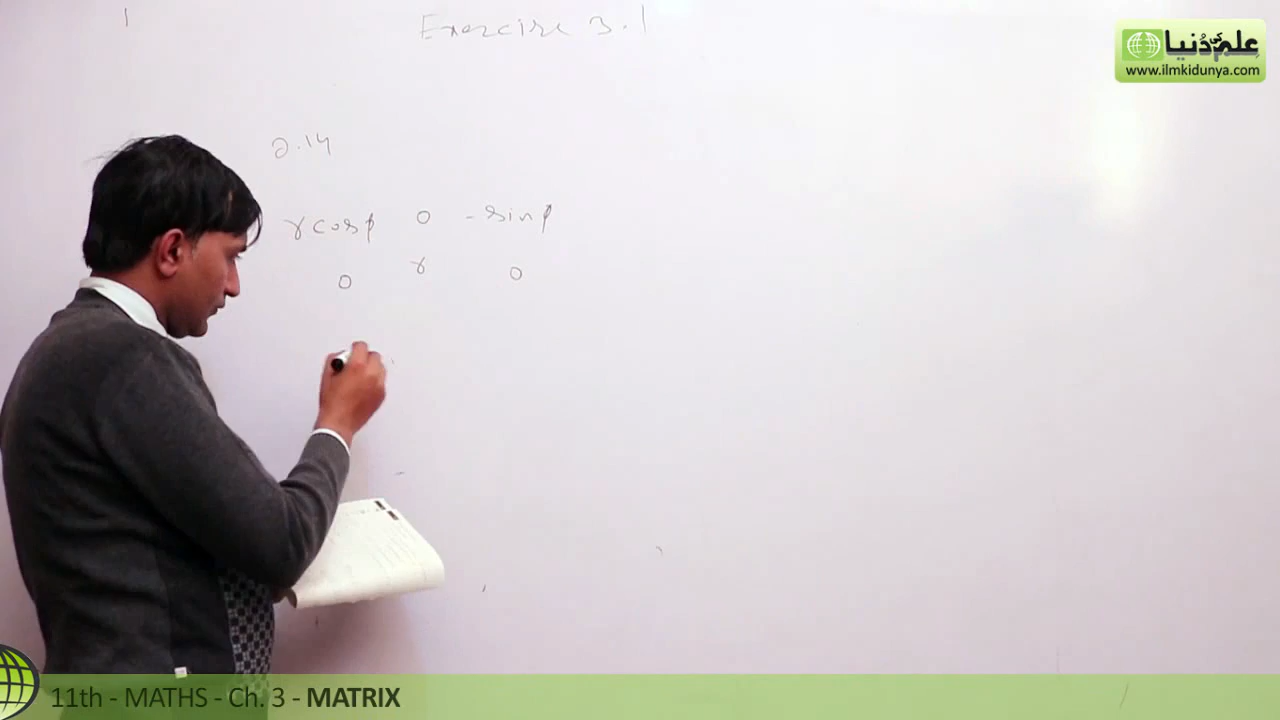 Exercise 3.1
علم کی دُنیا
www.ilmkidunya.com
Q.14
r cosφ 0 - sinφ
0 r 0
11th - MATHS - Ch. 3 - MATRIX